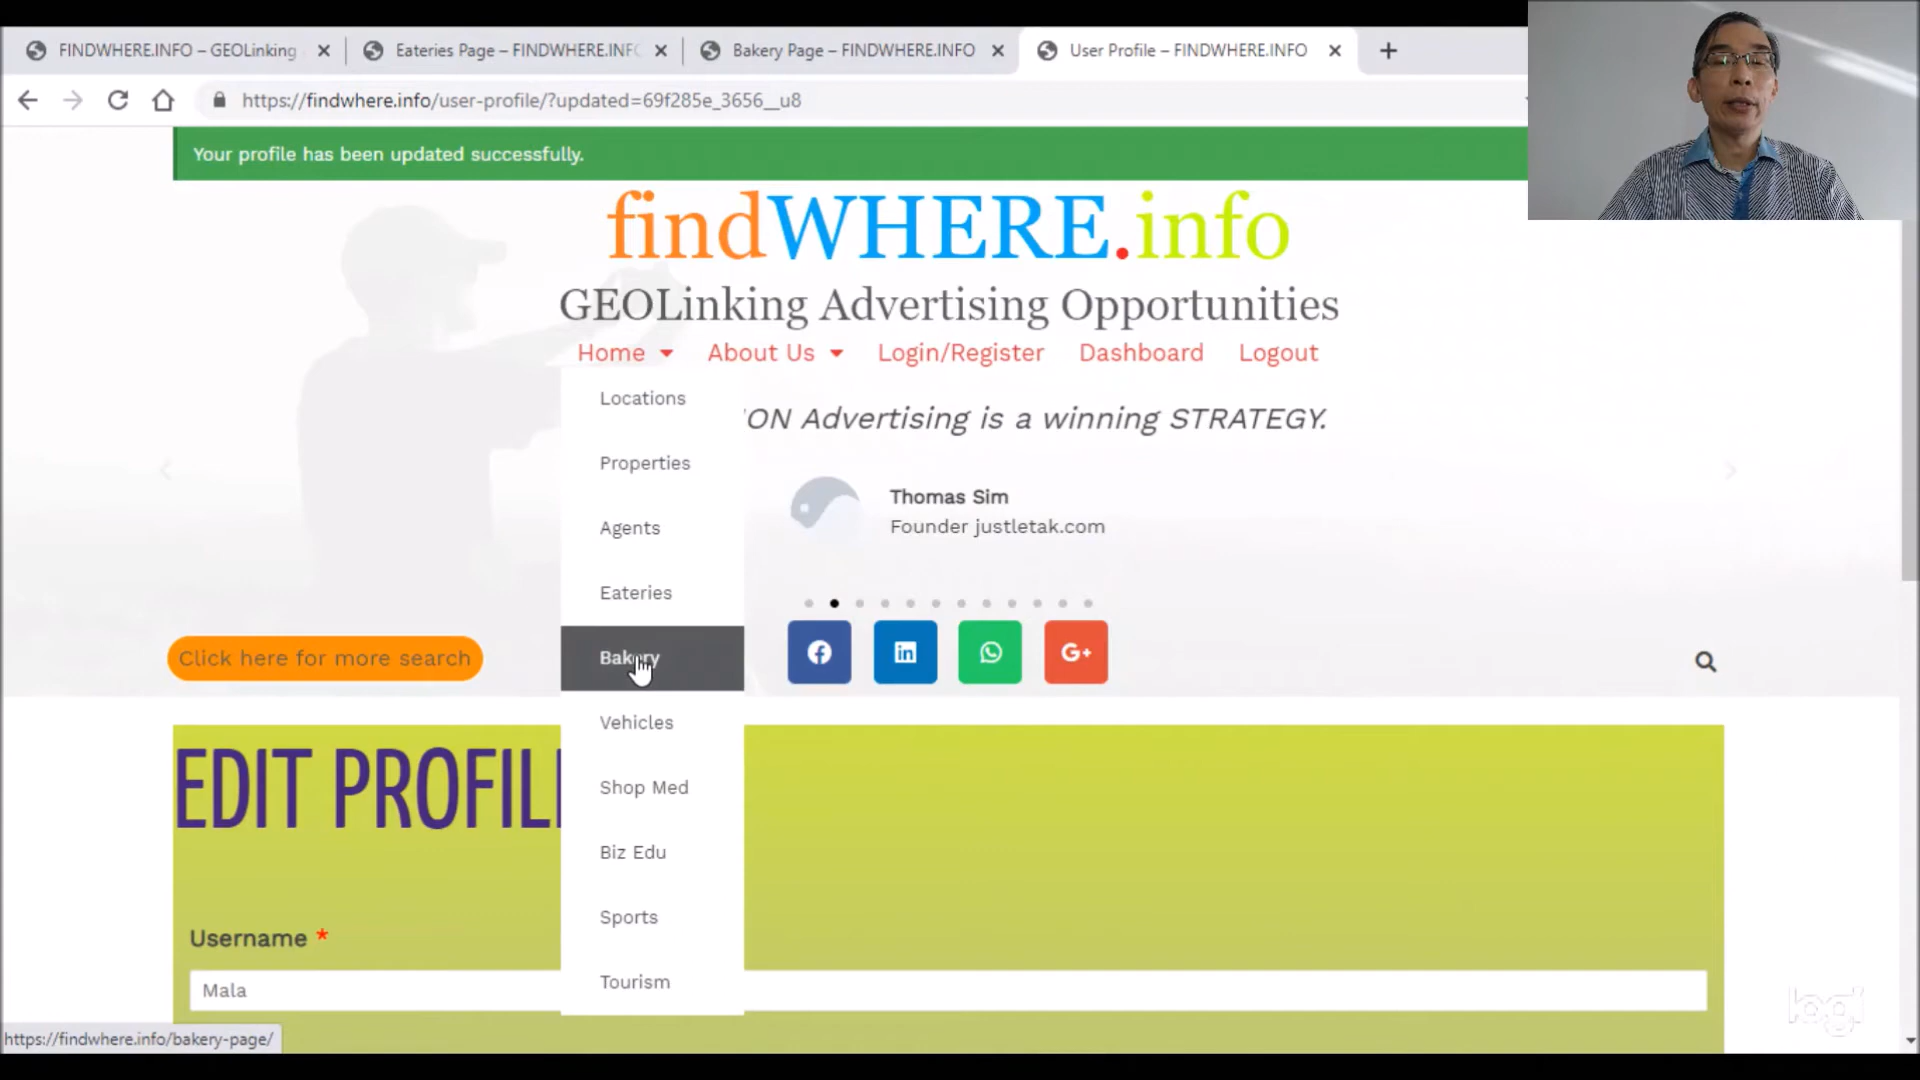 FINDWHERE.INFO – GEOLinking
Eateries Page – FINDWHERE.INFO
Bakery Page – FINDWHERE.INFO
User Profile – FINDWHERE.INFO
https://findwhere.info/user-profile/?updated=69f285e_3656__u8
Your profile has been updated successfully.
findWHERE.info
GEOLinking Advertising Opportunities
Home
About Us
Login/Register
Dashboard
Logout
Locations
'ON Advertising is a winning STRATEGY.
Properties
Thomas Sim
Founder justletak.com
Agents
Eateries
Click here for more search
Bakery
G+
Vehicles
EDIT PROFIL
Shop Med
Biz Edu
Sports
Username *
Tourism
Mala
logi
https://findwhere.info/bakery-page/